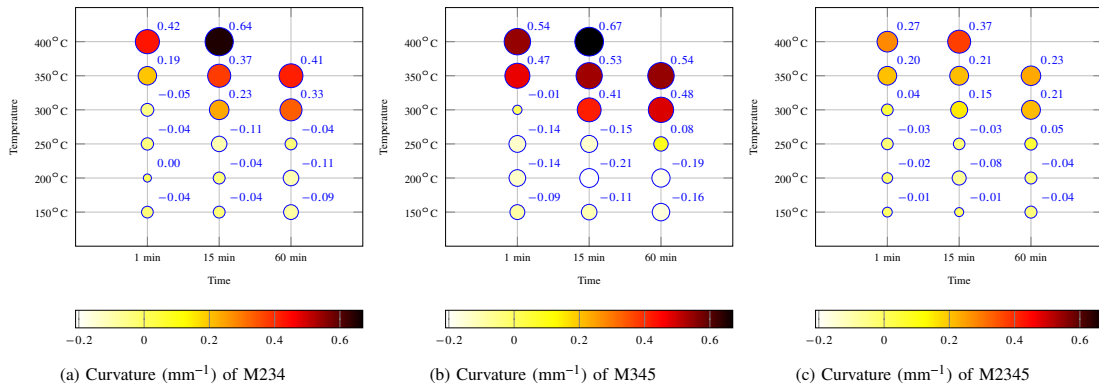 0.42 0.64
400°C
0.19 0.37 0.41
350°C
−0.05 0.23 0.33
300°C
−0.04 −0.11 −0.04
250°C
0.00 −0.04 −0.11
200°C
−0.04 −0.04 −0.09
150°C
Temperature
1 min 15 min 60 min
Time
−0.2 0 0.2 0.4 0.6
(a) Curvature (mm⁻¹) of M234
0.54 0.67
400°C
0.47 0.53 0.54
350°C
−0.01 0.41 0.48
300°C
−0.14 −0.15 0.08
250°C
−0.14 −0.21 −0.19
200°C
−0.09 −0.11 −0.16
150°C
Temperature
1 min 15 min 60 min
Time
−0.2 0 0.2 0.4 0.6
(b) Curvature (mm⁻¹) of M345
0.27 0.37
400°C
0.20 0.21 0.23
350°C
0.04 0.15 0.21
300°C
−0.03 −0.03 0.05
250°C
−0.02 −0.08 −0.04
200°C
−0.01 −0.01 −0.04
150°C
Temperature
1 min 15 min 60 min
Time
−0.2 0 0.2 0.4 0.6
(c) Curvature (mm⁻¹) of M2345